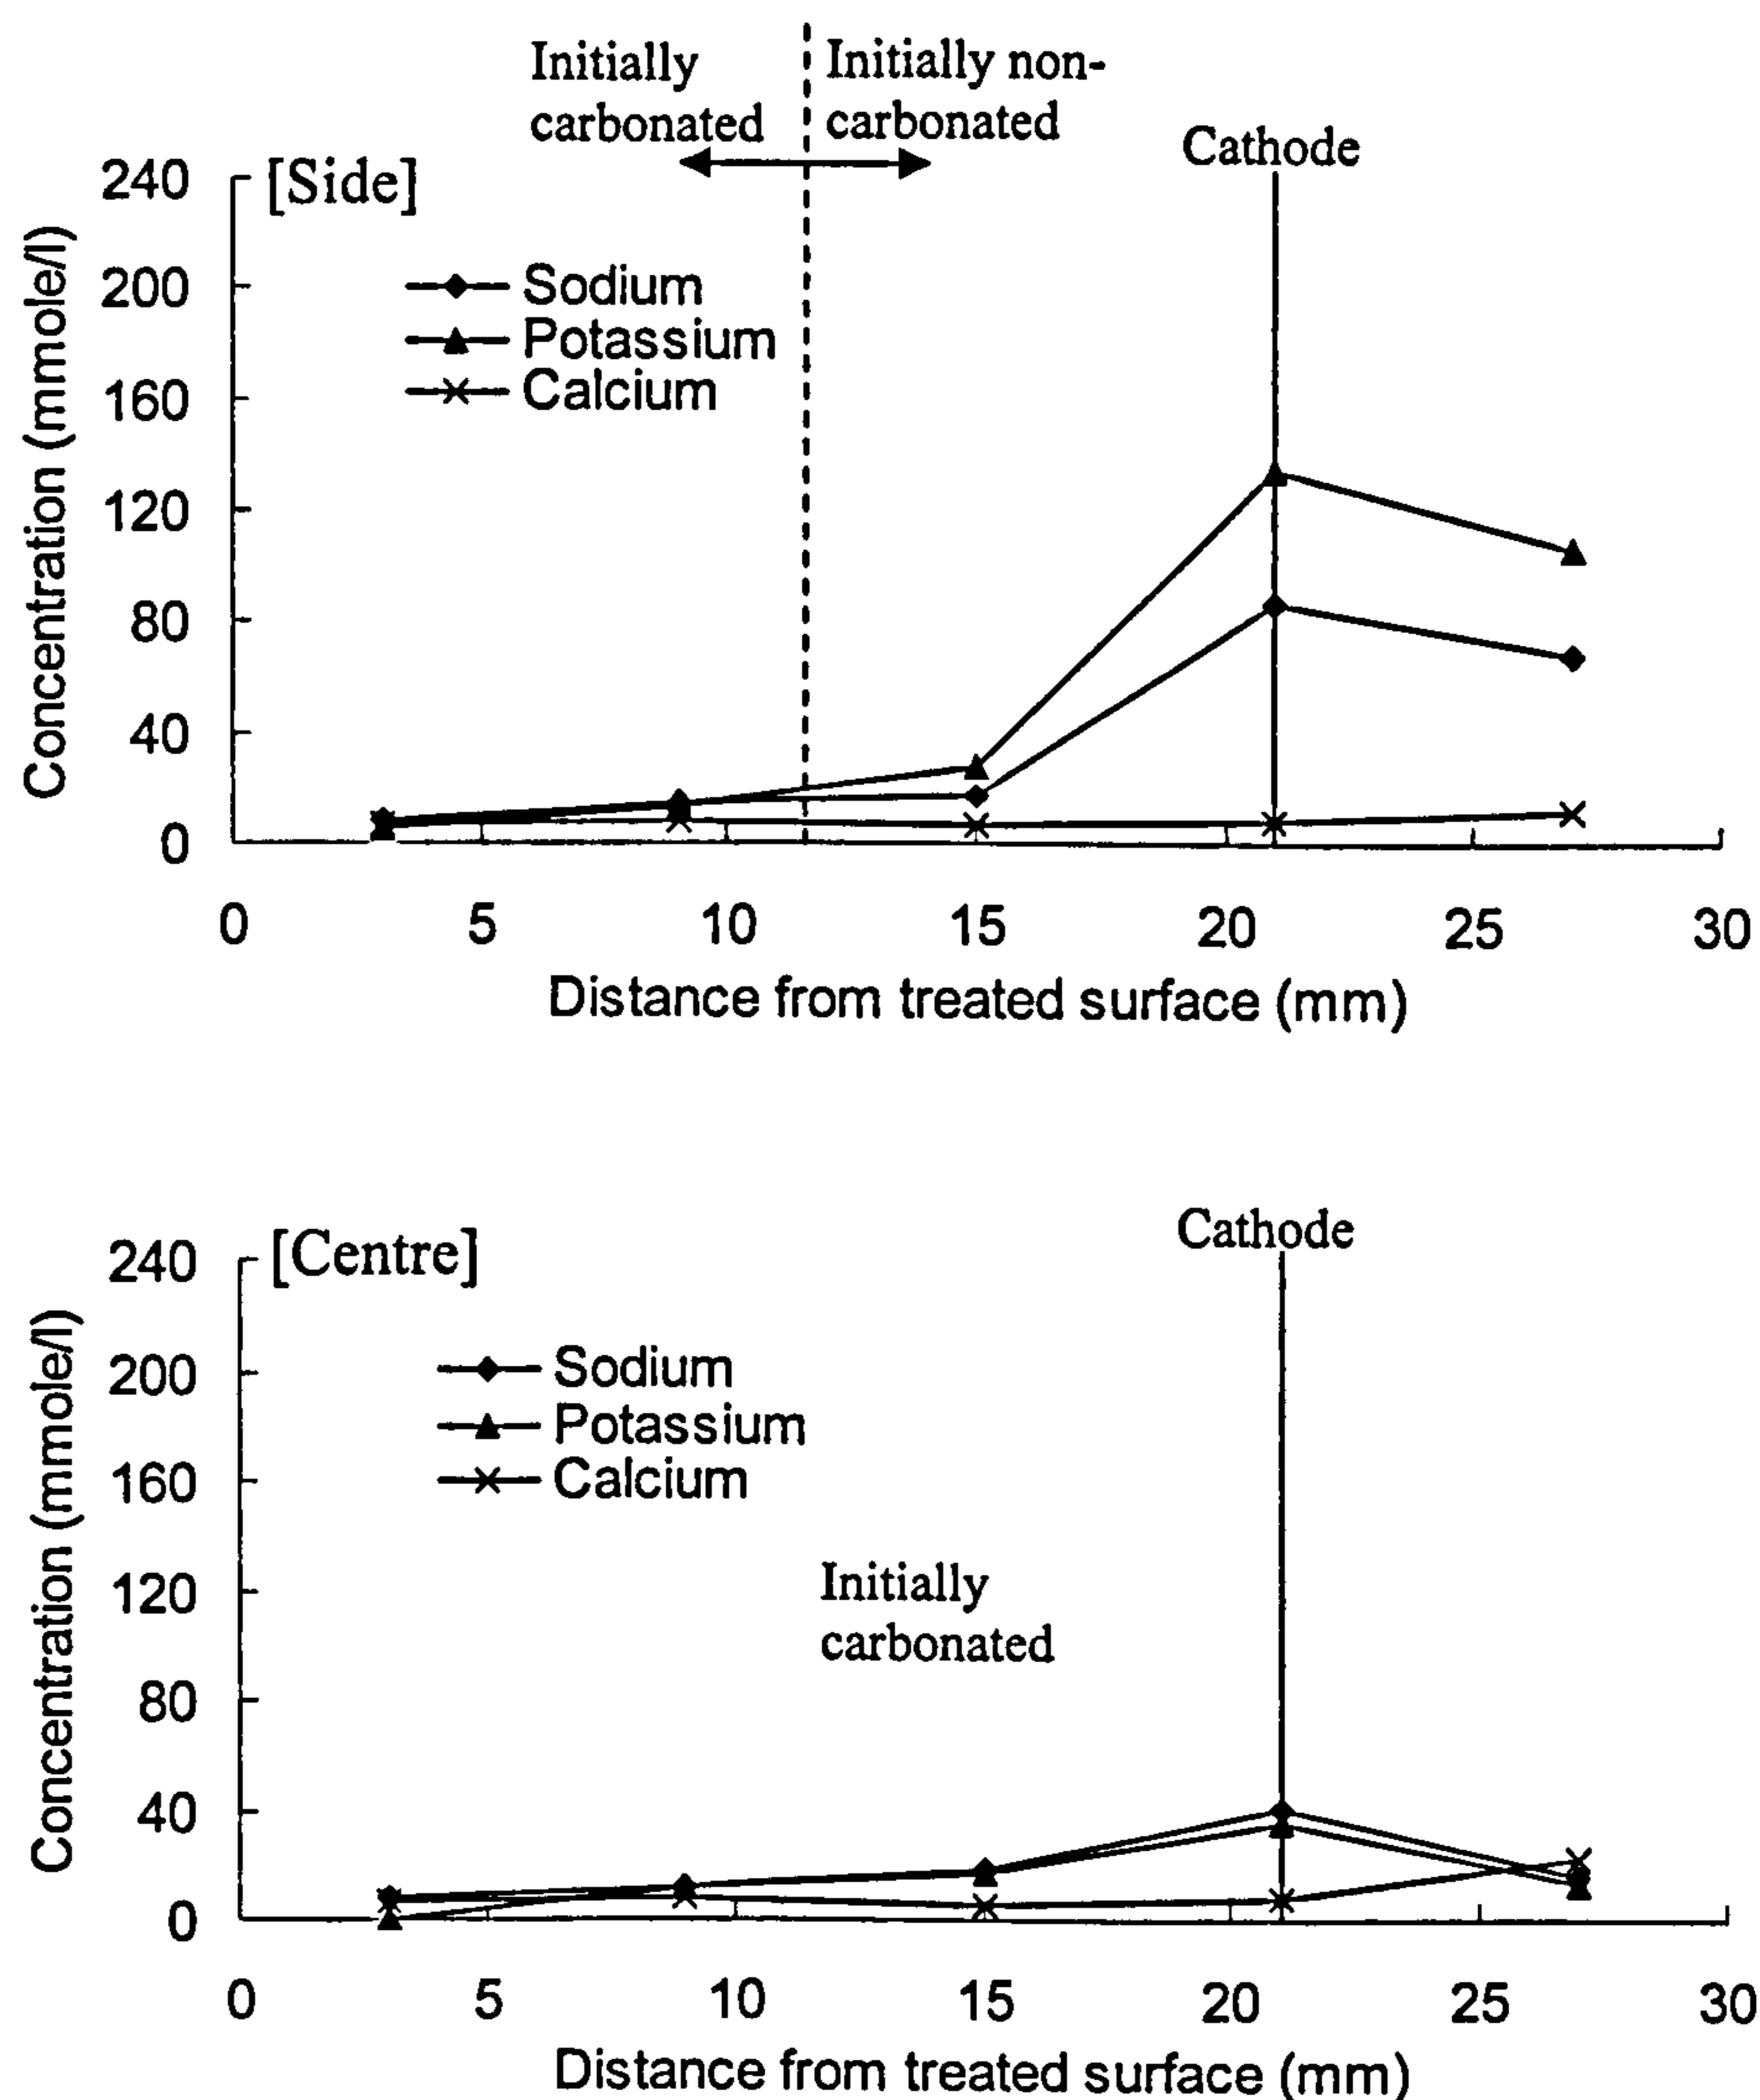 Initially
carbonated
Initially non-
carbonated
Cathode
[Side]
240
200
160
120
80
40
0
Concentration (mmole/l)
Sodium
Potassium
Calcium
0 5 10 15 20 25 30
Distance from treated surface (mm)
Cathode
[Centre]
240
200
160
120
80
40
0
Concentration (mmole/l)
Sodium
Potassium
Calcium
Initially
carbonated
0 5 10 15 20 25 30
Distance from treated surface (mm)